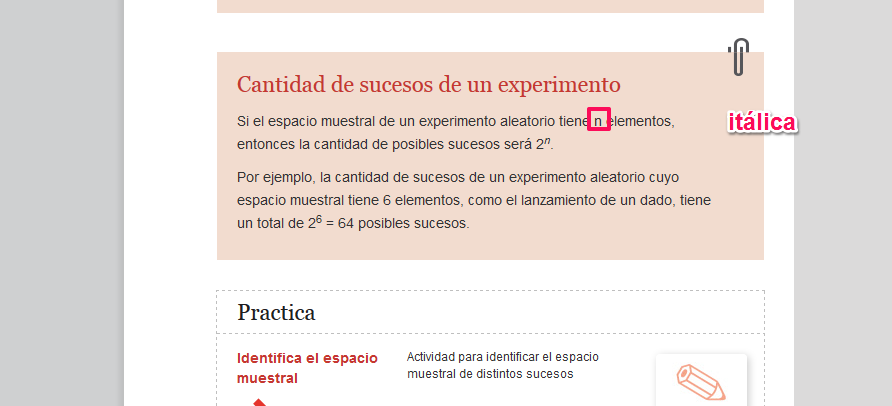 Cantidad de sucesos de un experimento
Si el espacio muestral de un experimento aleatorio tiene n elementos,
itálica
entonces la cantidad de posibles sucesos será 2ⁿ.
Por ejemplo, la cantidad de sucesos de un experimento aleatorio cuyo
espacio muestral tiene 6 elementos, como el lanzamiento de un dado, tiene
un total de 2⁶ = 64 posibles sucesos.
Practica
Identifica el espacio
muestral
Actividad para identificar el espacio
muestral de distintos sucesos